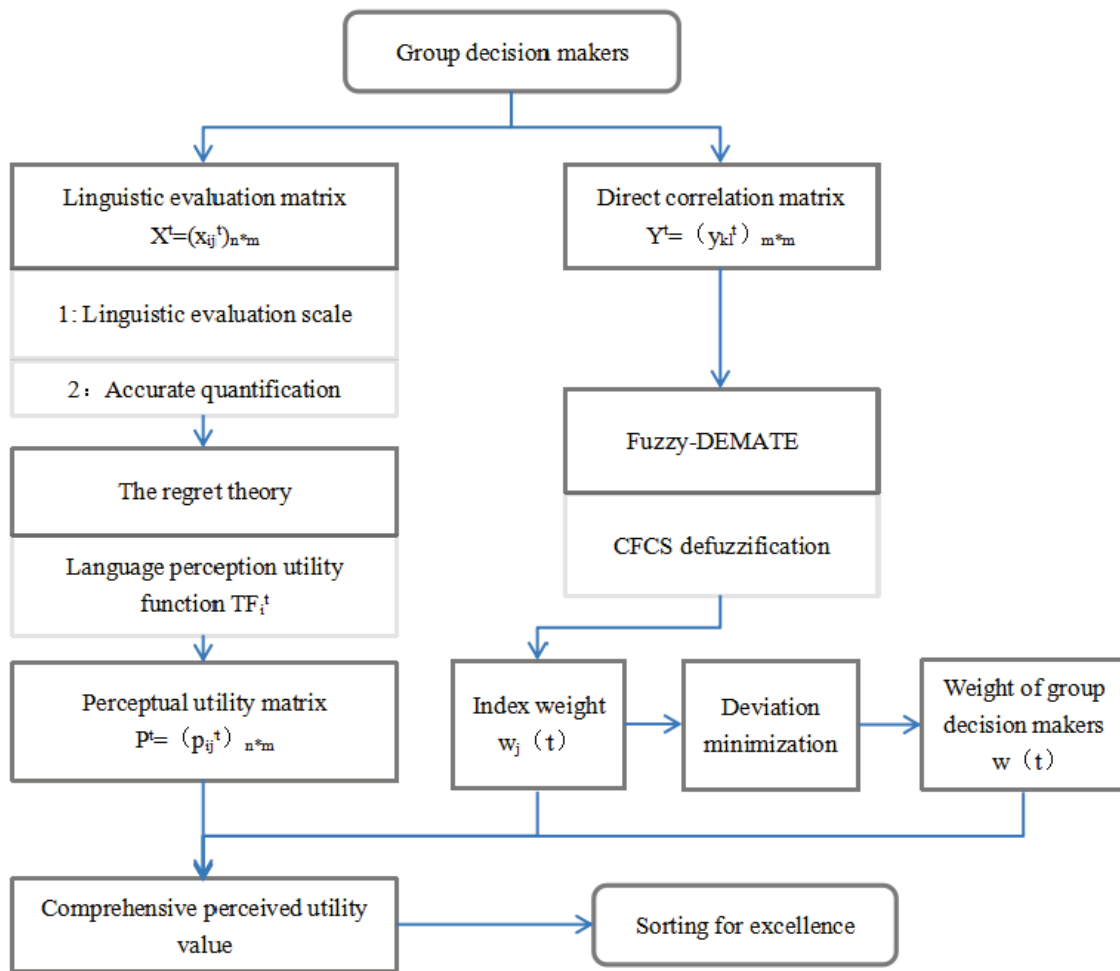 Group decision makers
Linguistic evaluation matrix
Xᵗ=(xᵢⱼᵗ)ₙ*ₘ
Direct correlation matrix
Yᵗ=（yₖₗᵗ）ₘ*ₘ
1: Linguistic evaluation scale
2：Accurate quantification
Fuzzy-DEMATE
The regret theory
CFCS defuzzification
Language perception utility
function TFᵢᵗ
Perceptual utility matrix
Pᵗ=（pᵢⱼᵗ）ₙ*ₘ
Index weight
wⱼ（t）
Deviation
minimization
Weight of group
decision makers
w（t）
Comprehensive perceived utility
value
Sorting for excellence